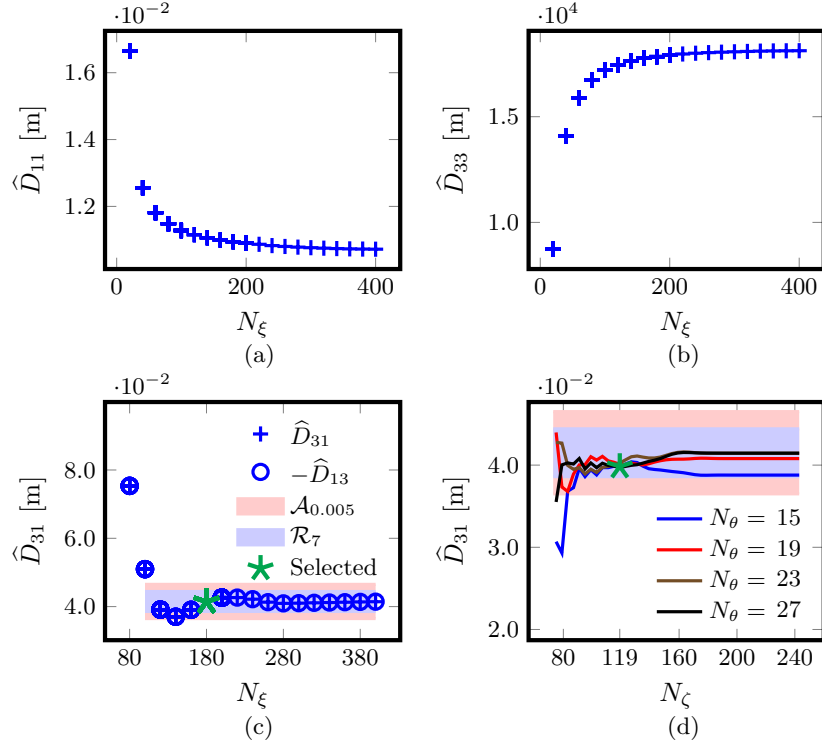 ·10⁻²
1.6
1.4
1.2
D̂₁₁ [m]
0
200
400
N_ξ
(a)
·10⁴
1.5
1.0
D̂₃₃ [m]
0
200
400
N_ξ
(b)
·10⁻²
8.0
6.0
4.0
D̂₃₁ [m]
D̂₃₁
−D̂₁₃
𝒜₀.₀₀₅
ℛ₇
Selected
80
180
280
380
N_ξ
(c)
·10⁻²
4.0
2.0
2.0
D̂₃₁ [m]
N_θ = 15
N_θ = 19
N_θ = 23
N_θ = 27
80
119
160
200
240
N_ζ
(d)